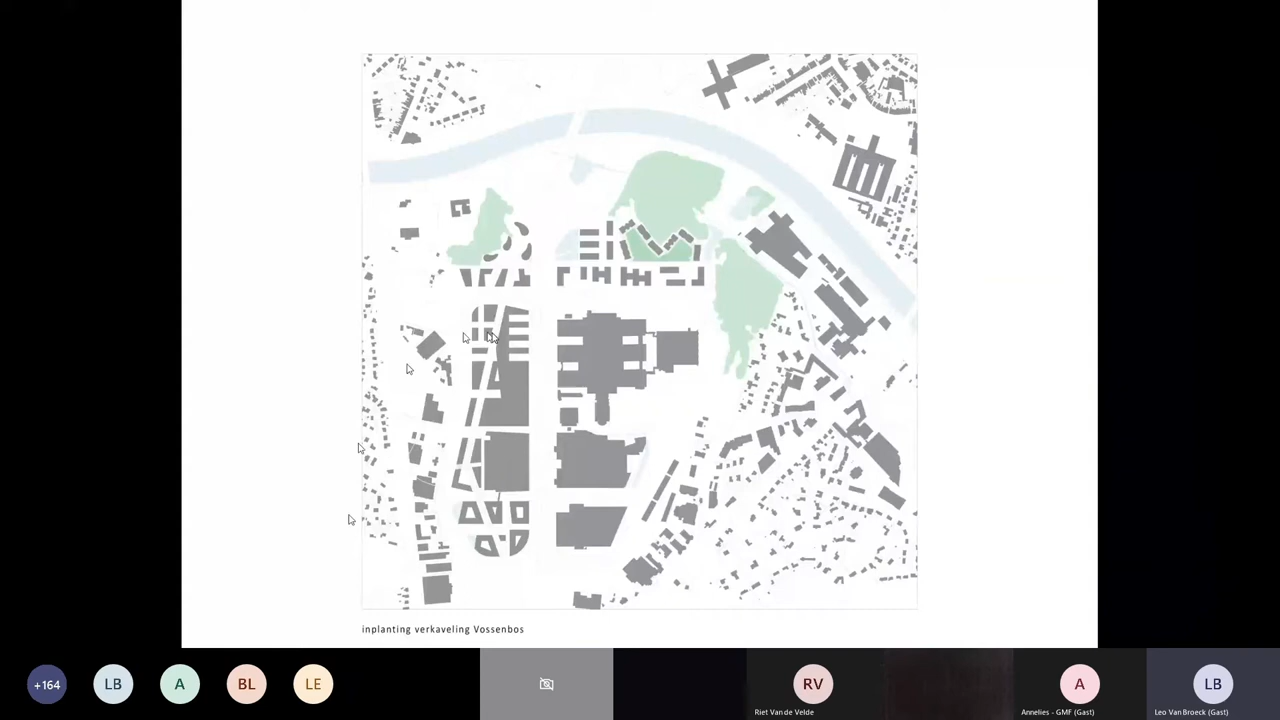 inplanting verkaveling Vossenbos
+164
LB
A
BL
LE
RV
Riet Van de Velde
A
Annelies - GMF (Gast)
LB
Leo Van Broeck (Gast)